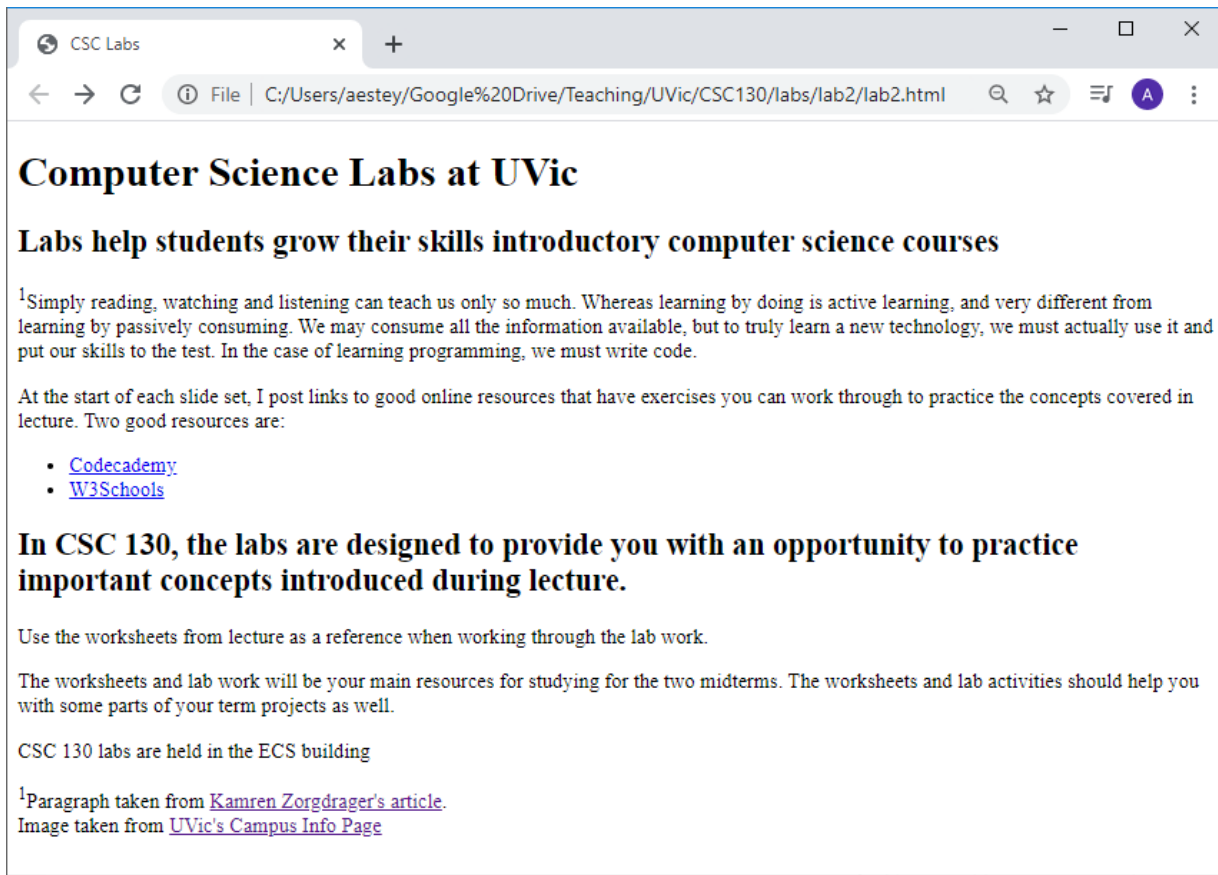 CSC Labs
File | C:/Users/aestey/Google%20Drive/Teaching/UVic/CSC130/labs/lab2/lab2.html
A
Computer Science Labs at UVic
Labs help students grow their skills introductory computer science courses
1Simply reading, watching and listening can teach us only so much. Whereas learning by doing is active learning, and very different from
learning by passively consuming. We may consume all the information available, but to truly learn a new technology, we must actually use it and
put our skills to the test. In the case of learning programming, we must write code.
At the start of each slide set, I post links to good online resources that have exercises you can work through to practice the concepts covered in
lecture. Two good resources are:
• Codecademy
• W3Schools
In CSC 130, the labs are designed to provide you with an opportunity to practice
important concepts introduced during lecture.
Use the worksheets from lecture as a reference when working through the lab work.
The worksheets and lab work will be your main resources for studying for the two midterms. The worksheets and lab activities should help you
with some parts of your term projects as well.
CSC 130 labs are held in the ECS building
1Paragraph taken from Kamren Zorgdrager's article.
Image taken from UVic's Campus Info Page